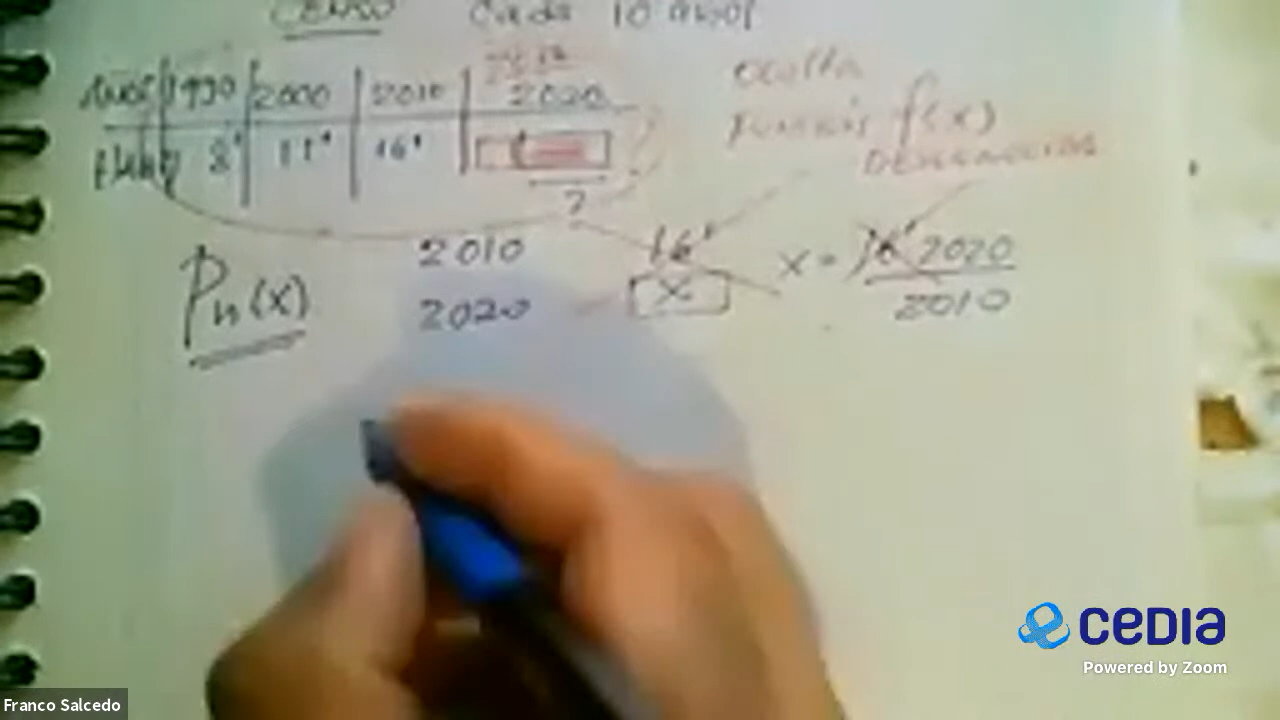 CENSO Cada 10 años
Años 1990 2000 2010 2020
8' 11' 16'
?
oculta
función f(x)
DESCONOCIDA
Pn(x)
2010 16'
2020 X
X = 16' 2020
2010
CEDIA
Powered by Zoom
Franco Salcedo